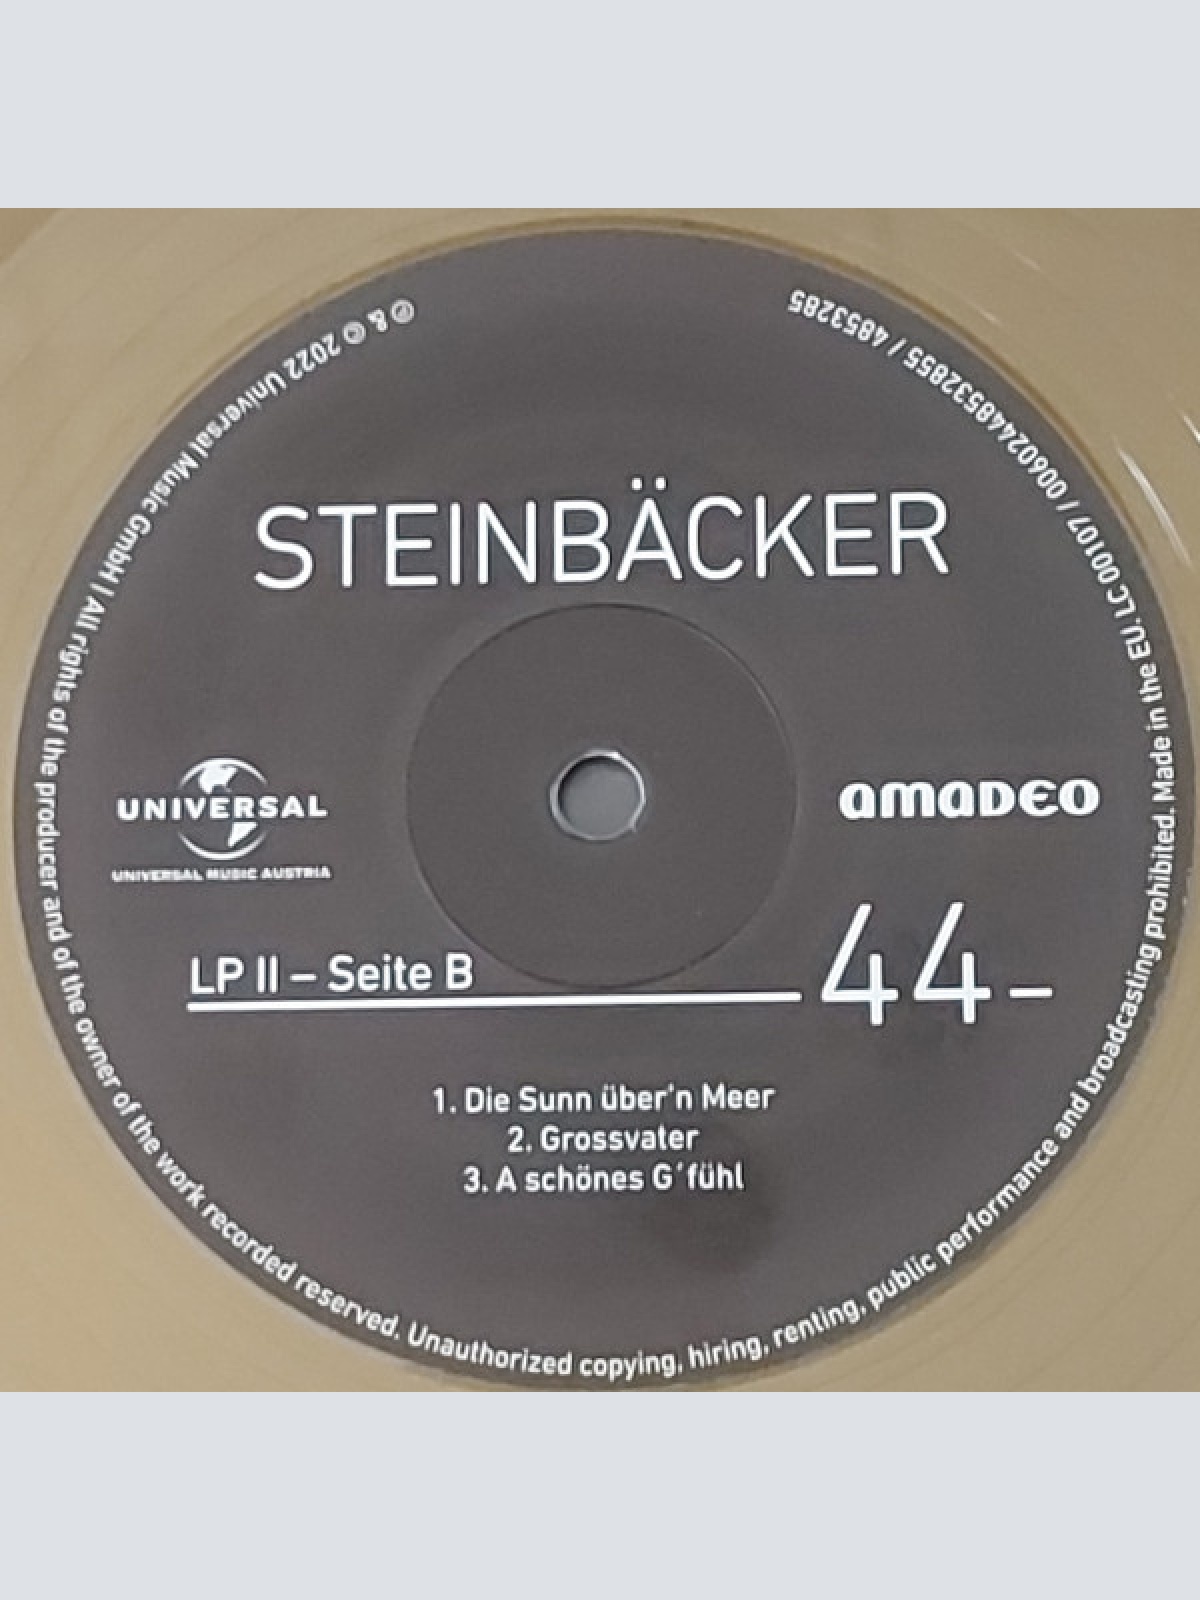 STEINBÄCKER
UNIVERSAL
UNIVERSAL MUSIC AUSTRIA
amadeo
LP II – Seite B
44–
1. Die Sunn über'n Meer
2. Grossvater
3. A schönes G´fühl
℗ & © 2022 Universal Music GmbH | All rights of the producer and of the owner of the work recorded reserved. Unauthorized copying, hiring, renting, public performance and broadcasting prohibited. Made in the EU. LC 00107 / 00602448532855 / 4853285